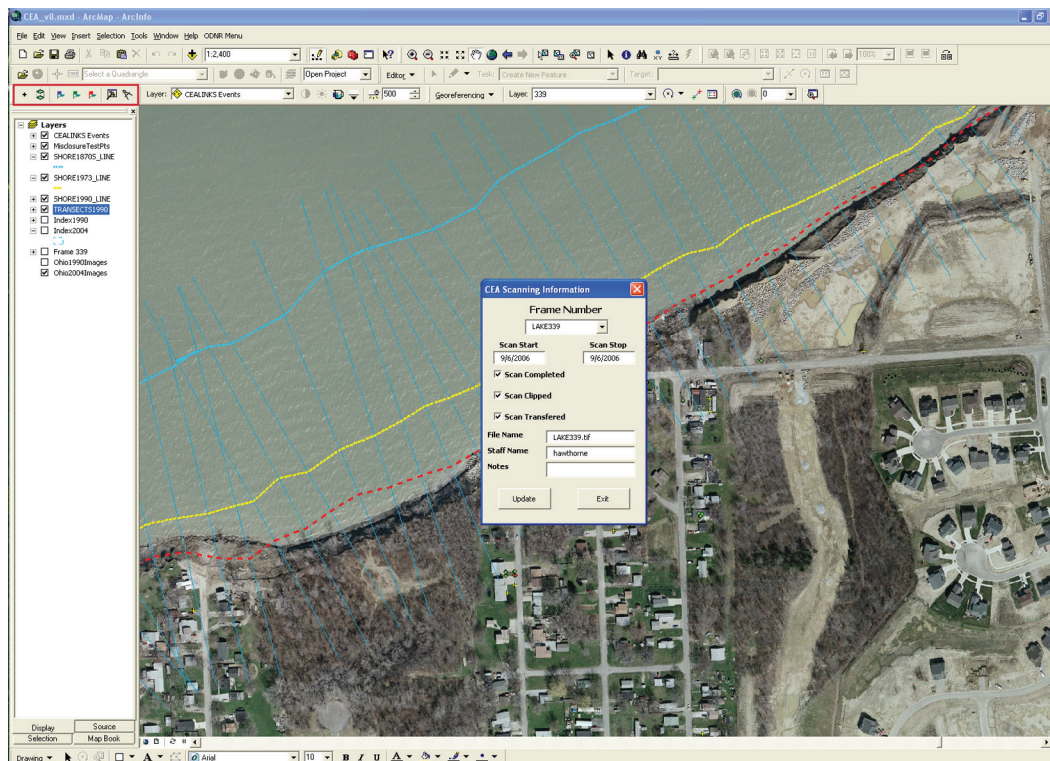 CEA_v8.mxd - ArcMap - ArcInfo
File Edit View Insert Selection Tools Window Help ODNR Menu
1:2,400
100%
Select a Quadrangle
Open Project
Editor
Task: Create New Feature
Target:
Layer: CEALINKS Events
500
Georeferencing
Layer: 339
0
Layers
CEALINKS Events
MisclosureTestPts
SHORE1870S_LINE
SHORE1973_LINE
SHORE1990_LINE
TRANSECTS1990
Index1990
Index2004
Frame 339
Ohio1990Images
Ohio2004Images
CEA Scanning Information
Frame Number
LAKE339
Scan Start
Scan Stop
9/6/2006
9/6/2006
Scan Completed
Scan Clipped
Scan Transfered
File Name
LAKE339.tif
Staff Name
hawthorne
Notes
Update
Exit
Display
Source
Selection
Map Book
Drawing
A
Arial
10
B I U A